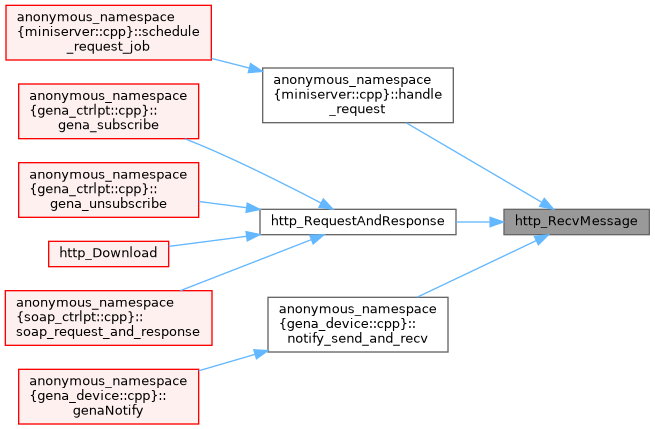 anonymous_namespace
{miniserver::cpp}::schedule
_request_job
anonymous_namespace
{gena_ctrlpt::cpp}::
gena_subscribe
anonymous_namespace
{gena_ctrlpt::cpp}::
gena_unsubscribe
http_Download
anonymous_namespace
{soap_ctrlpt::cpp}::
soap_request_and_response
anonymous_namespace
{gena_device::cpp}::
genaNotify
anonymous_namespace
{miniserver::cpp}::handle
_request
http_RequestAndResponse
anonymous_namespace
{gena_device::cpp}::
notify_send_and_recv
http_RecvMessage